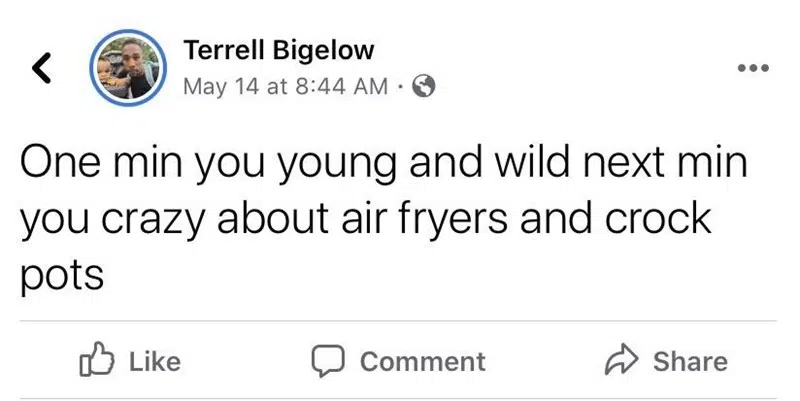 Terrell Bigelow
May 14 at 8:44 AM ·
One min you young and wild next min
you crazy about air fryers and crock
pots
Like Comment Share